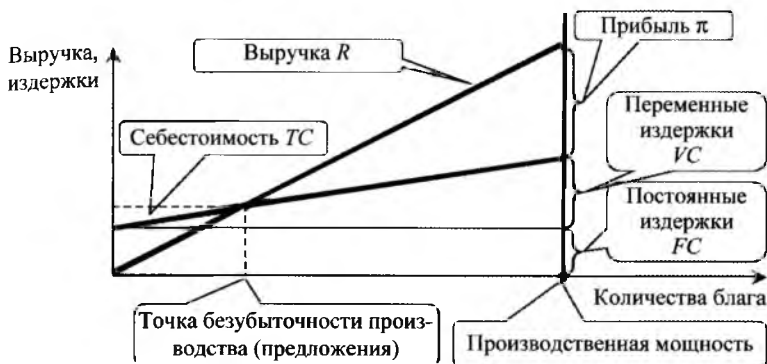 Выручка,
издержки
Выручка R
Прибыль π
Себестоимость TC
Переменные
издержки
VC
Постоянные
издержки
FC
Количества блага
Точка безубыточности произ-
водства (предложения)
Производственная мощность